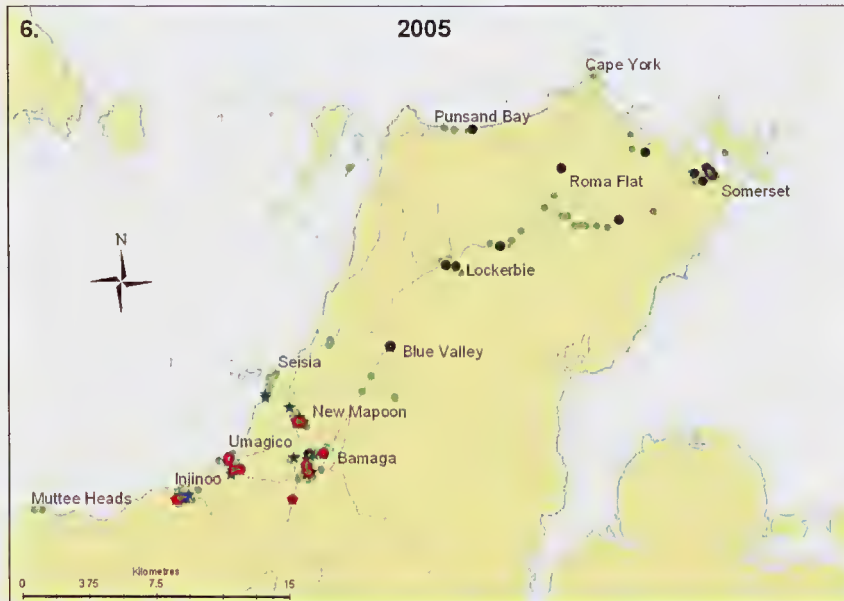 6.
2005
Cape York
Punsand Bay
Roma Flat
Somerset
N
Lockerbie
Blue Valley
Seisia
New Mapoon
Umagico
Bamaga
Injinoo
Muttee Heads
Kilometres
0 3.75 7.5 15